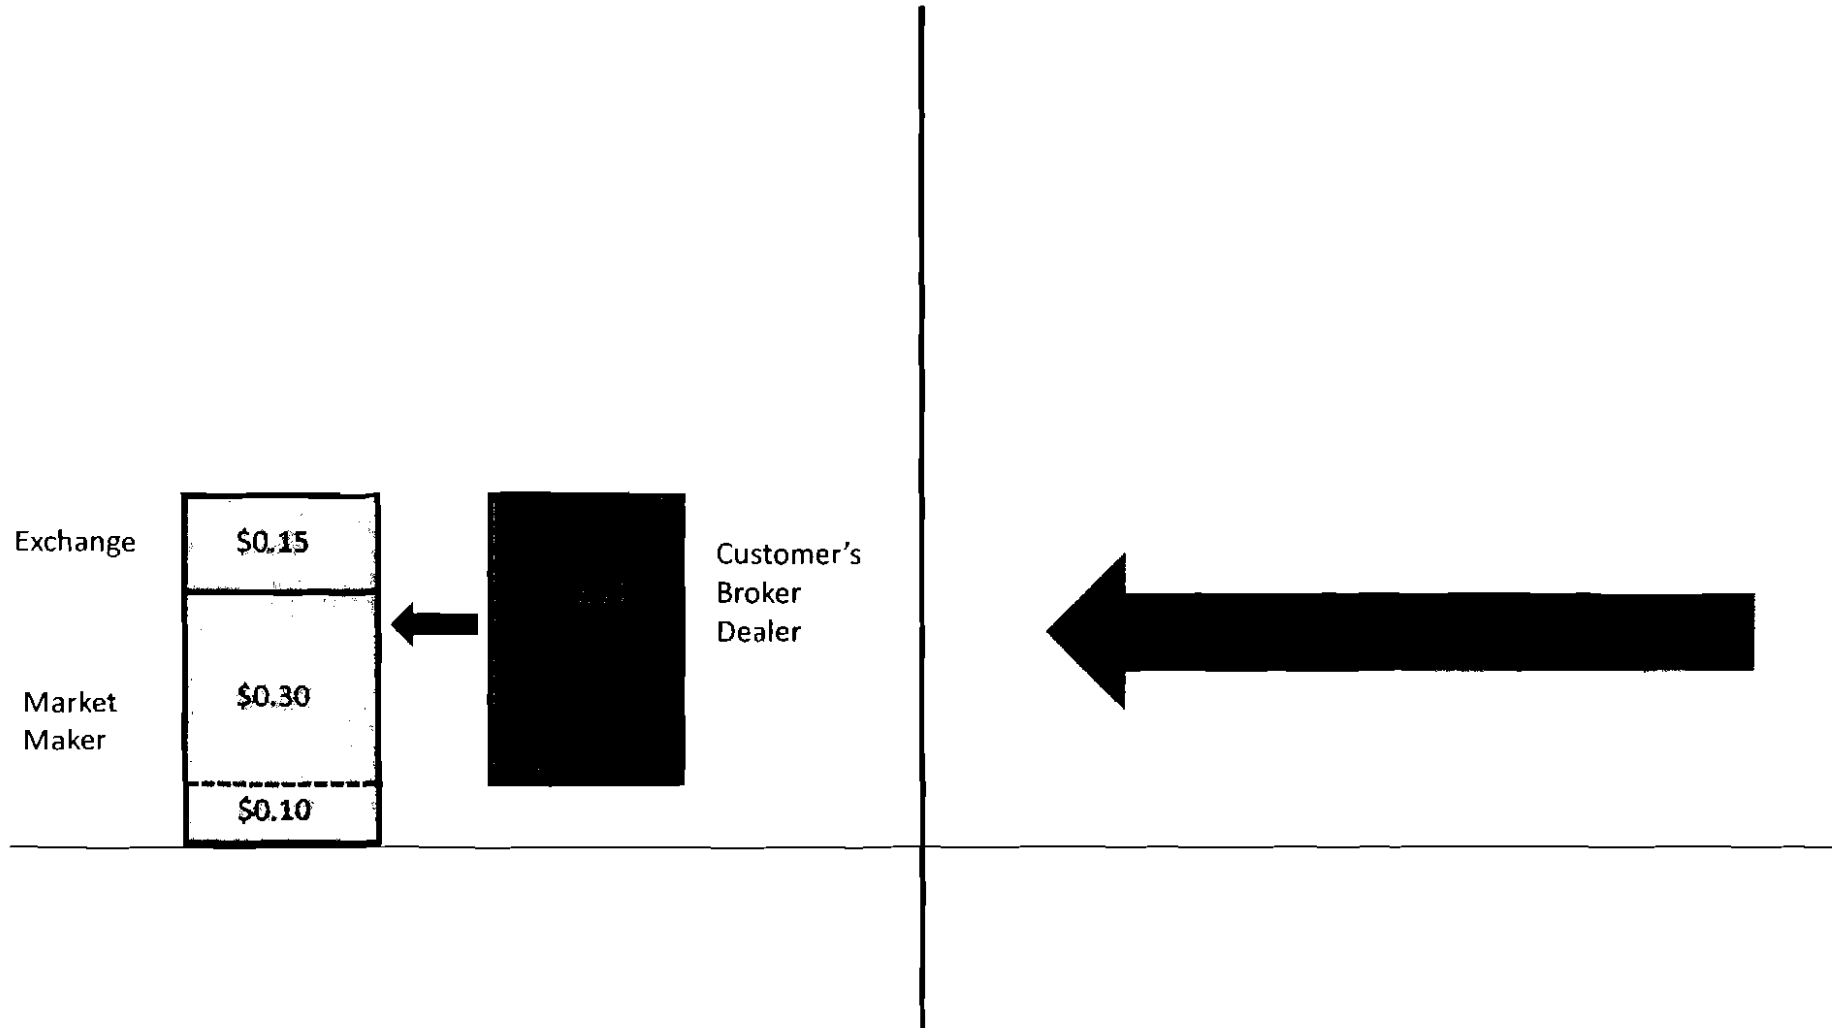 Exchange
$0.15
Customer's
Broker
Dealer
Market
Maker
$0.30
$0.10